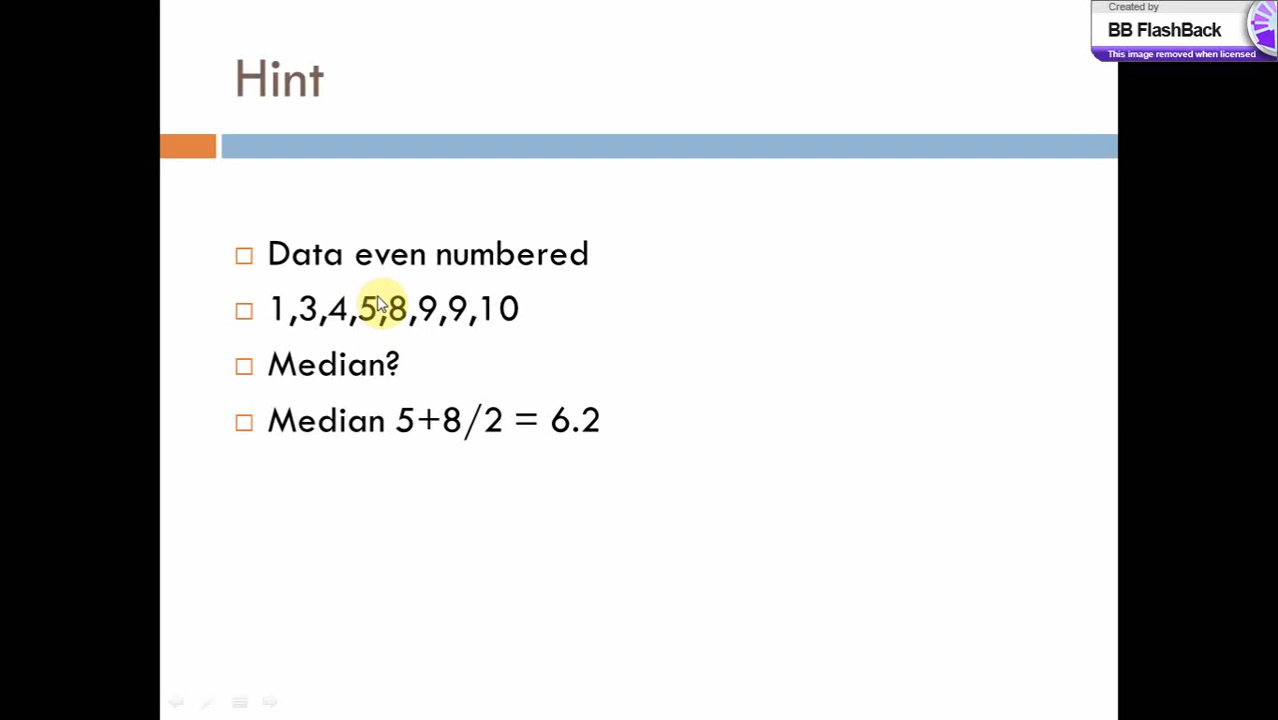 Created by
BB FlashBack
This image removed when licensed
Hint
Data even numbered
1,3,4,5,8,9,9,10
Median?
Median 5+8/2 = 6.2